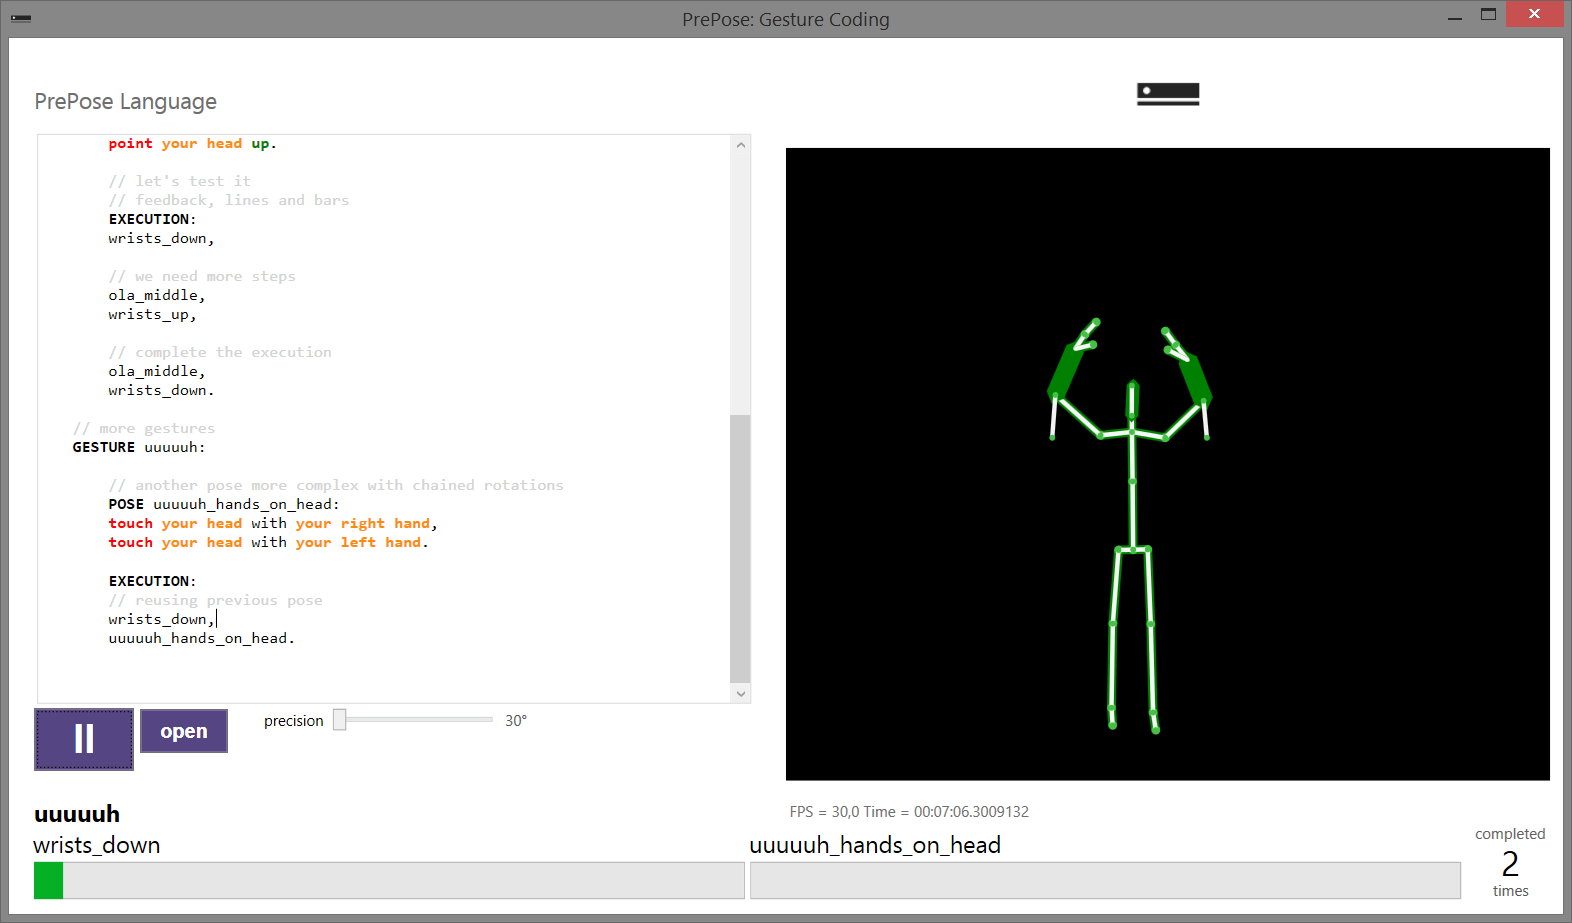 PrePose: Gesture Coding
PrePose Language
point your head up.
// let's test it
// feedback, lines and bars
EXECUTION:
wrists_down,
// we need more steps
ola_middle,
wrists_up,
// complete the execution
ola_middle,
wrists_down.
// more gestures
GESTURE uuuuuh:
// another pose more complex with chained rotations
POSE uuuuuh_hands_on_head:
touch your head with your right hand,
touch your head with your left hand.
EXECUTION:
// reusing previous pose
wrists_down,
uuuuuh_hands_on_head.
open
precision
30°
FPS = 30,0 Time = 00:07:06.3009132
uuuuuh
wrists_down
uuuuuh_hands_on_head
completed
2
times